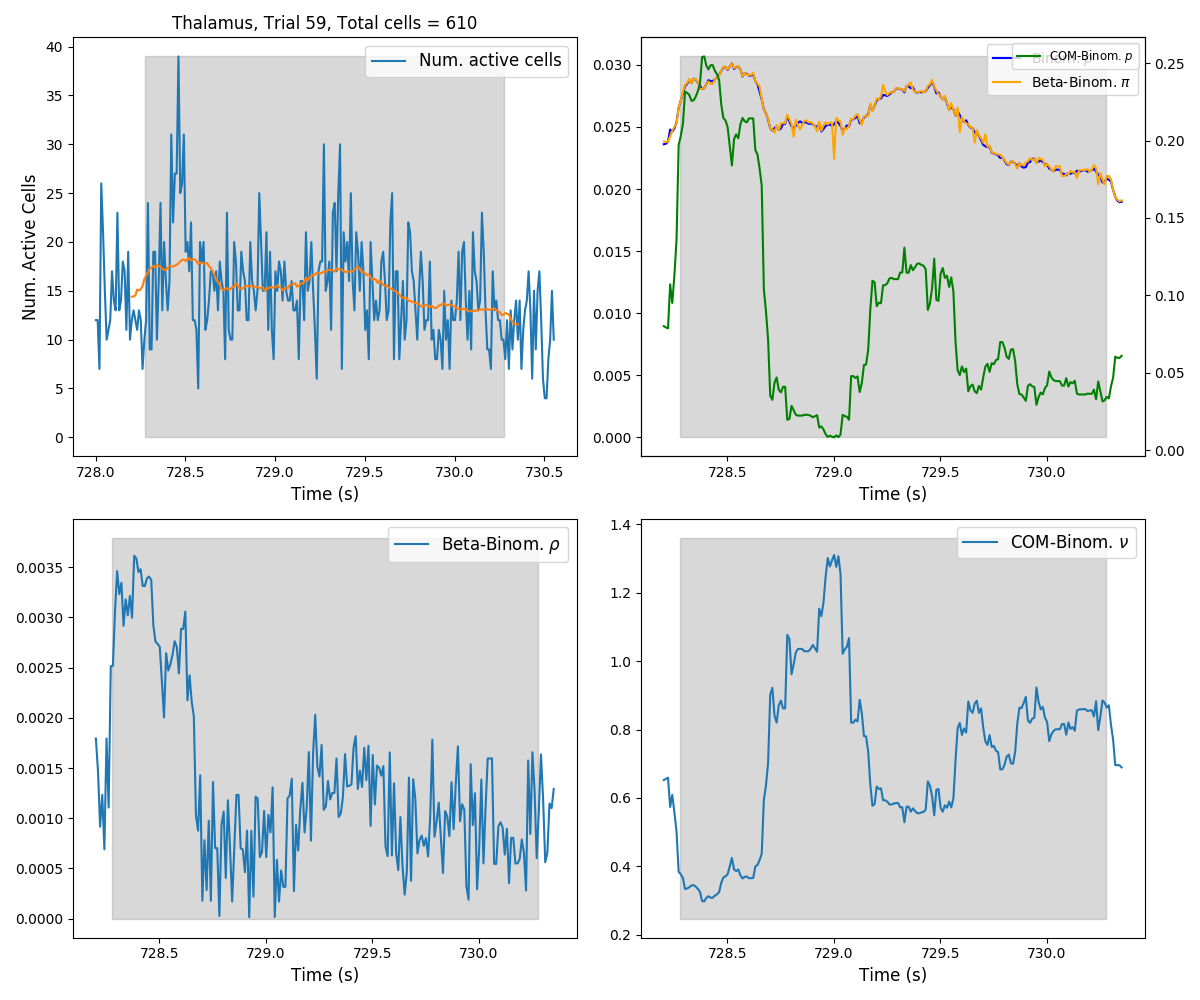 Thalamus, Trial 59, Total cells = 610
40
35
30
25
20
15
10
5
0
Num. Active Cells
Num. active cells
728.0 728.5 729.0 729.5 730.0 730.5
Time (s)
0.030
0.025
0.020
0.015
0.010
0.005
0.000
COM-Binom. p
Beta-Binom. π
0.25
0.20
0.15
0.10
0.05
0.00
728.5 729.0 729.5 730.0
Time (s)
0.0035
0.0030
0.0025
0.0020
0.0015
0.0010
0.0005
0.0000
Beta-Binom. ρ
728.5 729.0 729.5 730.0
Time (s)
1.4
1.2
1.0
0.8
0.6
0.4
0.2
COM-Binom. ν
728.5 729.0 729.5 730.0
Time (s)